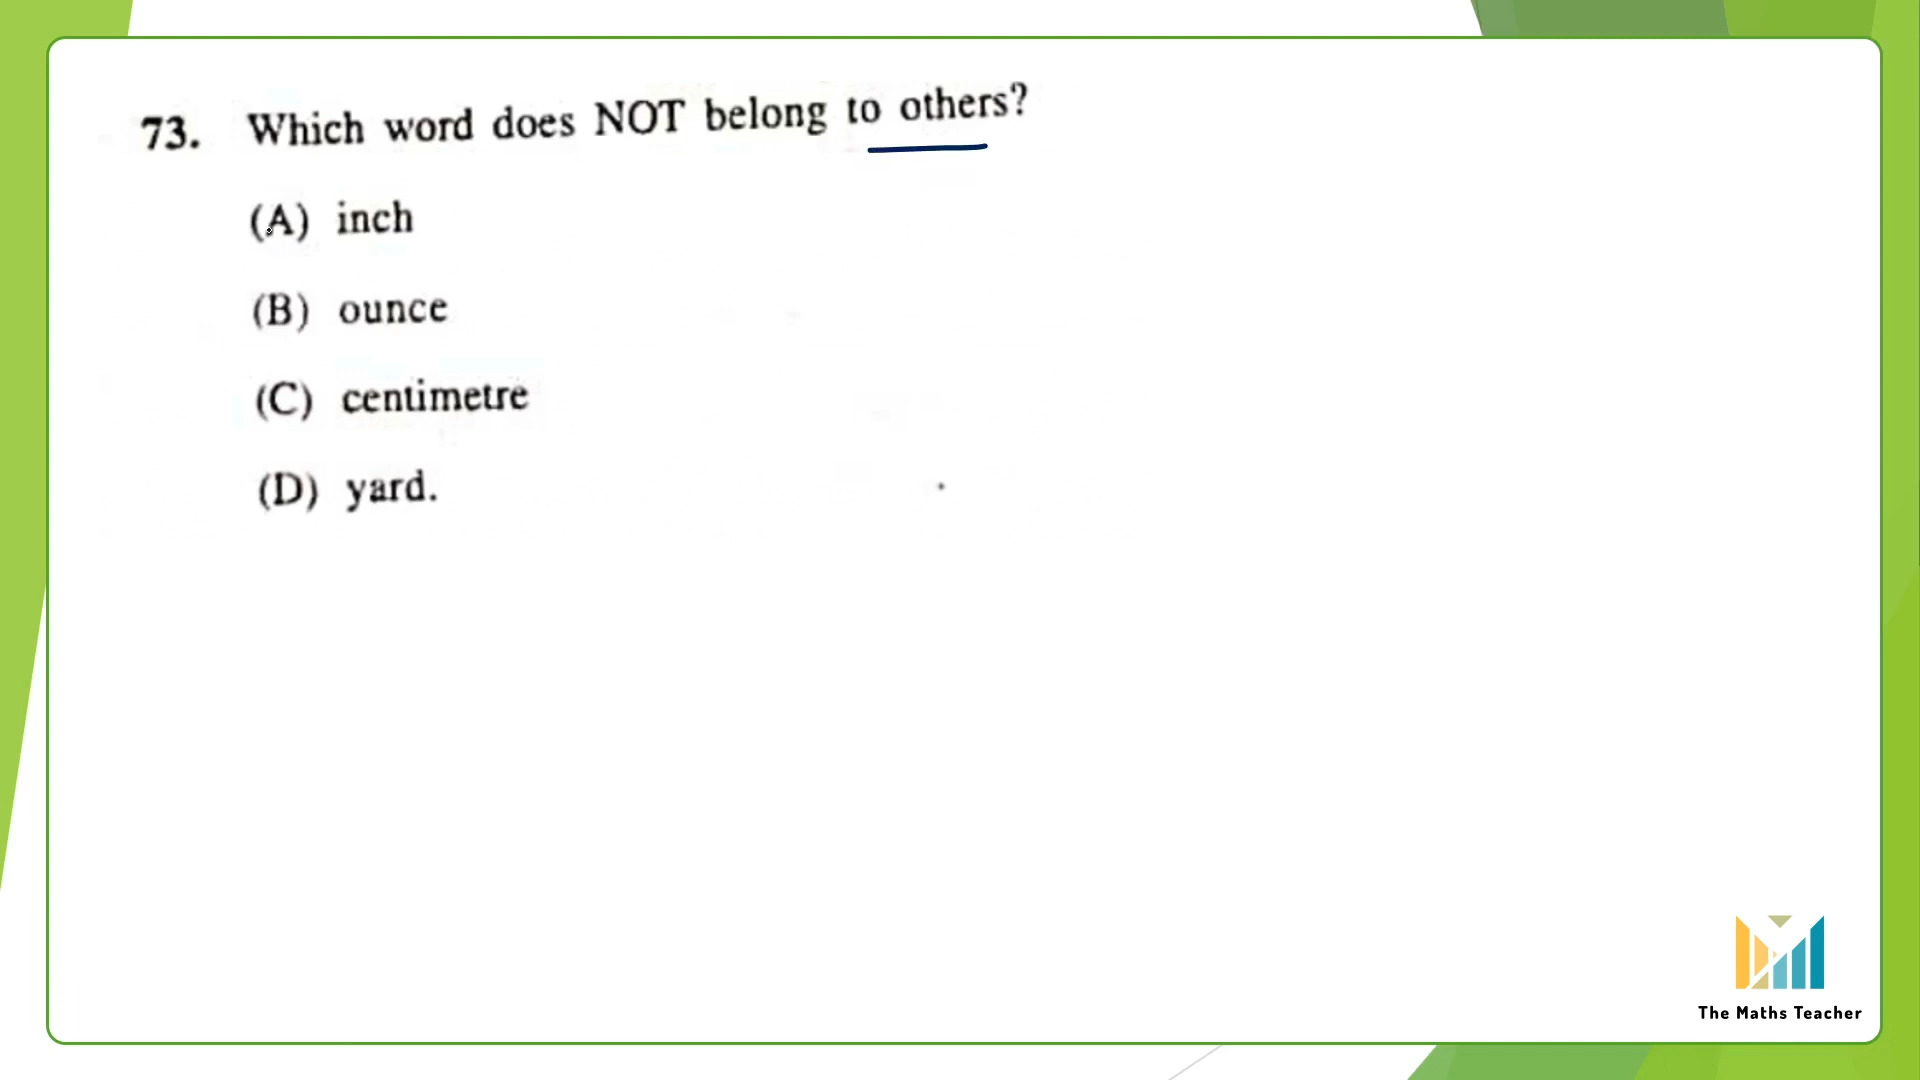 73. Which word does NOT belong to others?
(A) inch
(B) ounce
(C) centimetre
(D) yard.
The Maths Teacher